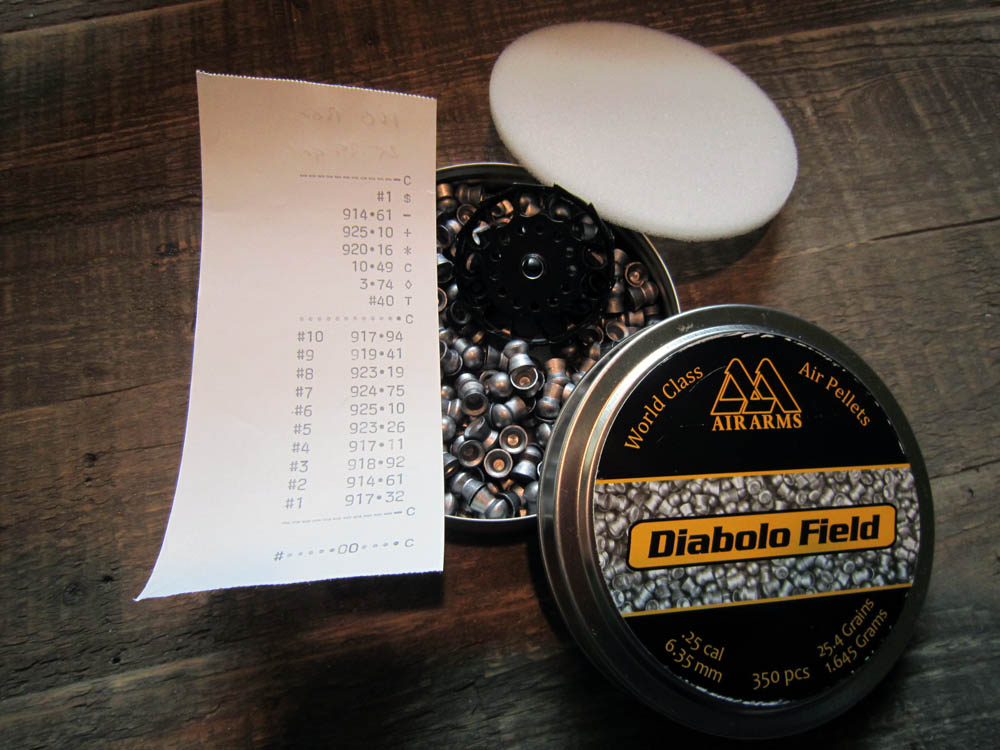 ------------- C
#1 $
914•61 -
925•10 +
920•16 *
10•49 C
3•74 ◊
#40 T
•••••••••••• C
#10 917•94
#9 919•41
#8 923•19
#7 924•75
#6 925•10
#5 923•26
#4 917•11
#3 918•92
#2 914•61
#1 917•32
------------- C
#•••••00••••• C
World Class
Air Pellets
AIR ARMS
Diabolo Field
.25 cal
6.35 mm
350 pcs
25.4 Grains
1.645 Grams